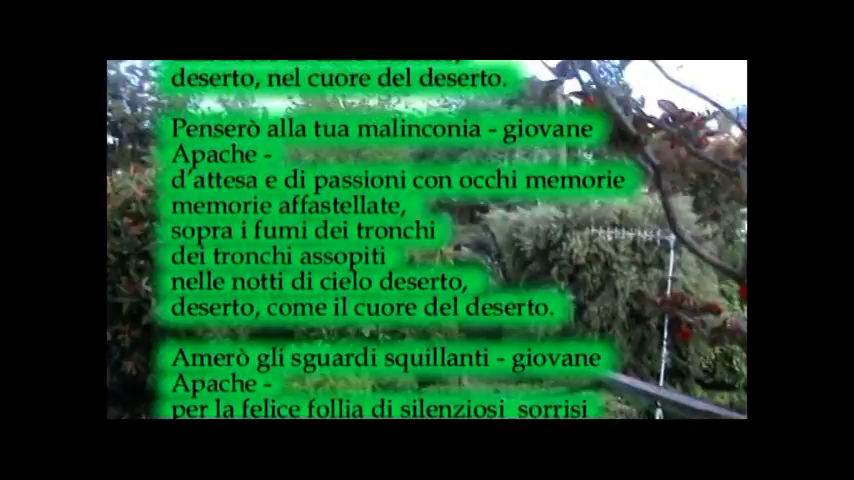 deserto, nel cuore del deserto.
Penserò alla tua malinconia - giovane
Apache -
d'attesa e di passioni con occhi memorie
memorie affastellate,
sopra i fumi dei tronchi
dei tronchi assopiti
nelle notti di cielo deserto,
deserto, come il cuore del deserto.
Amerò gli sguardi squillanti - giovane
Apache -
per la felice follia di silenziosi sorrisi